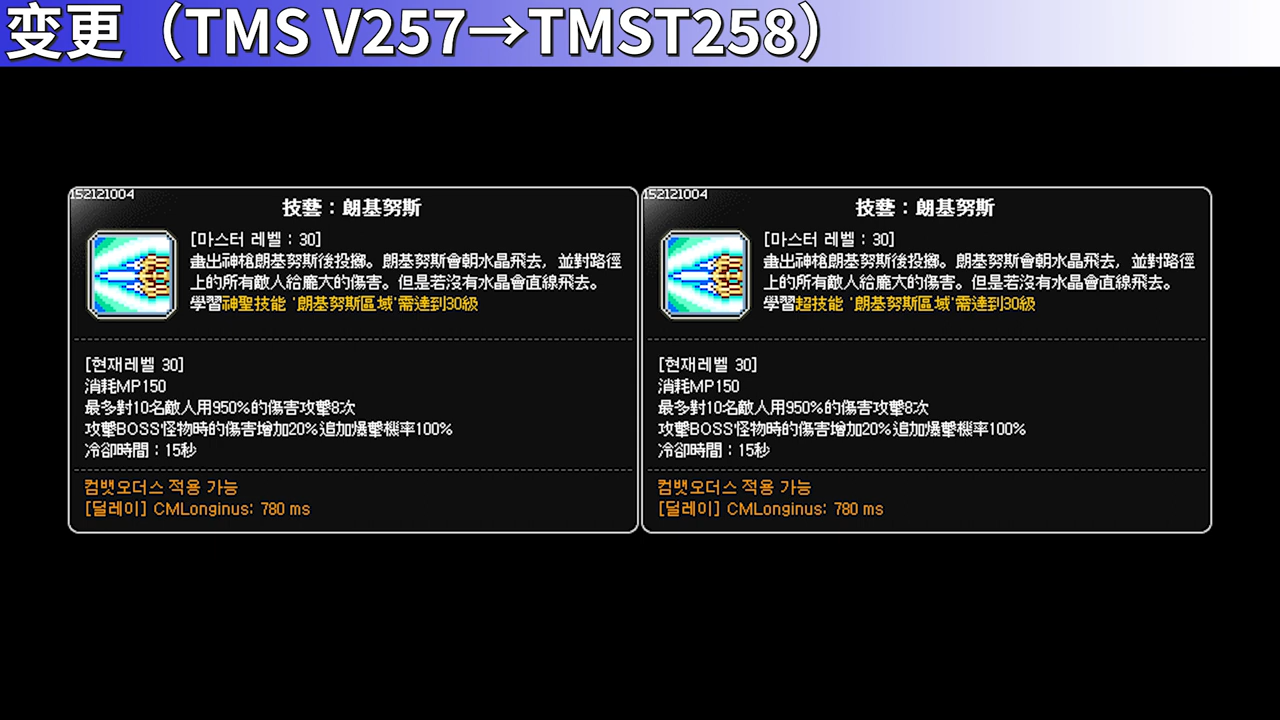 变更（TMS V257→TMST258）
152121004
技藝：朗基努斯
[마스터 레벨 : 30]
畫出神槍朗基努斯後投擲。朗基努斯會朝水晶飛去，並對路徑
上的所有敵人給龐大的傷害。但是若沒有水晶會直線飛去。
學習神聖技能 '朗基努斯區域'需達到30級
[현재레벨 30]
消耗MP150
最多對10名敵人用950%的傷害攻擊8次
攻擊BOSS怪物時的傷害增加20%追加爆擊機率100%
冷卻時間：15秒
컴뱃오더스 적용 가능
[딜레이] CMLonginus: 780 ms
152121004
技藝：朗基努斯
[마스터 레벨 : 30]
畫出神槍朗基努斯後投擲。朗基努斯會朝水晶飛去，並對路徑
上的所有敵人給龐大的傷害。但是若沒有水晶會直線飛去。
學習超技能 '朗基努斯區域'需達到30級
[현재레벨 30]
消耗MP150
最多對10名敵人用950%的傷害攻擊8次
攻擊BOSS怪物時的傷害增加20%追加爆擊機率100%
冷卻時間：15秒
컴뱃오더스 적용 가능
[딜레이] CMLonginus: 780 ms